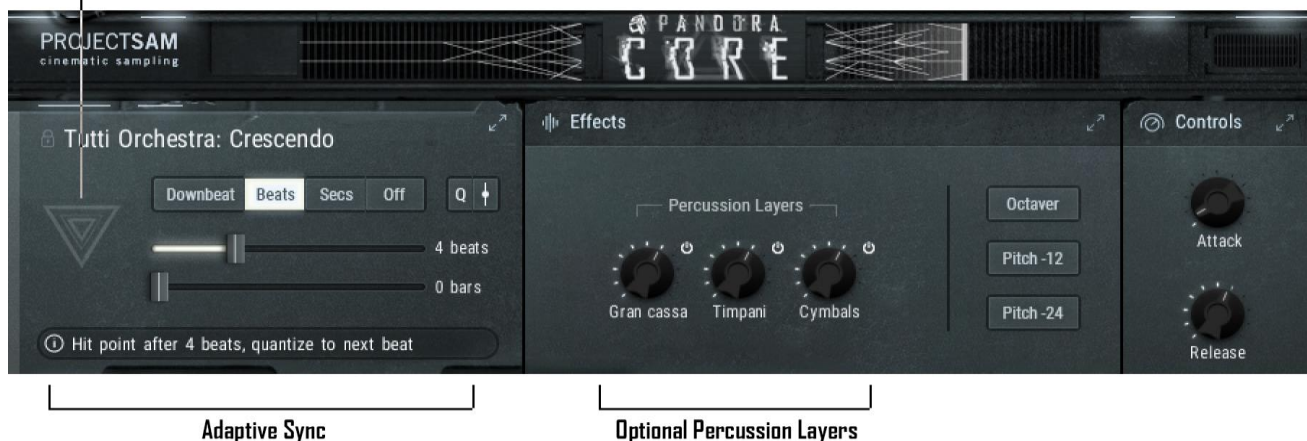 PROJECTSAM
cinematic sampling
PANDORA
CORE
Tutti Orchestra: Crescendo
Downbeat Beats Secs Off Q
4 beats
0 bars
Hit point after 4 beats, quantize to next beat
Effects
Percussion Layers
Gran cassa Timpani Cymbals
Octaver
Pitch -12
Pitch -24
Controls
Attack
Release
Adaptive Sync
Optional Percussion Layers